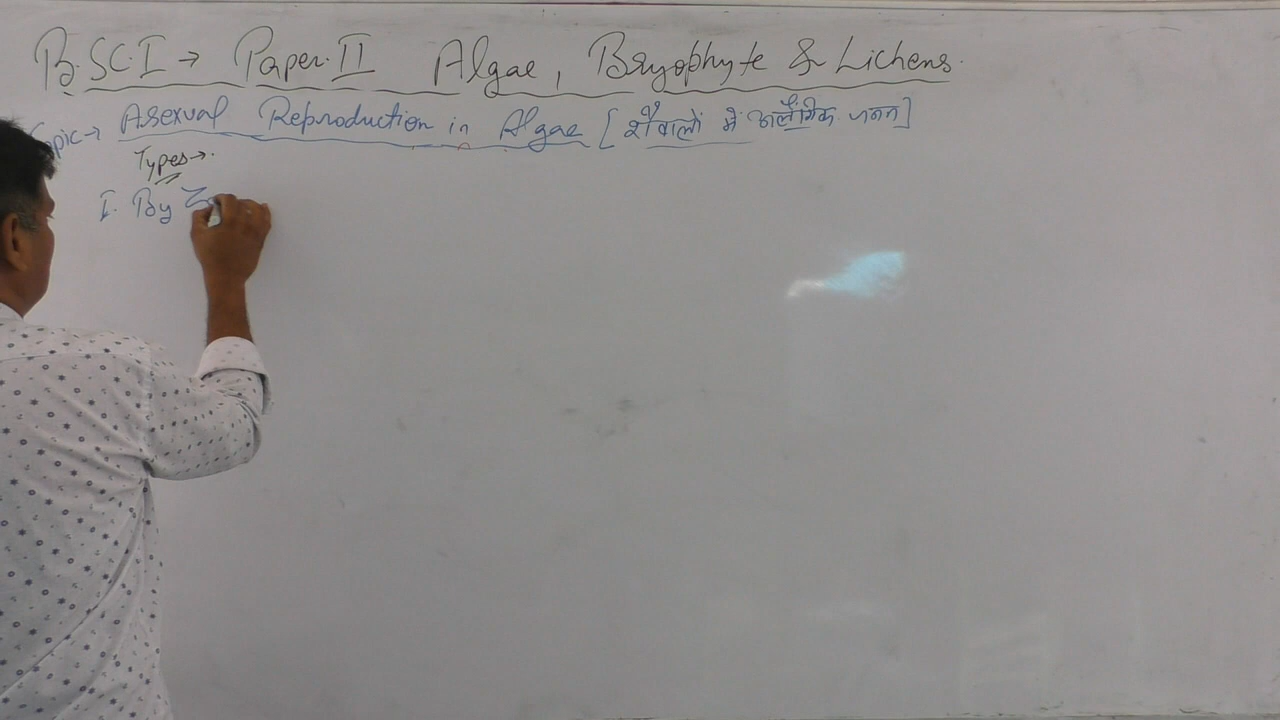 B.SC.I → Paper.II Algae, Bryophyte & Lichens.
Topic → Asexual Reproduction in Algae [शैवालों में अलैंगिक जनन]
Types →.
I. By